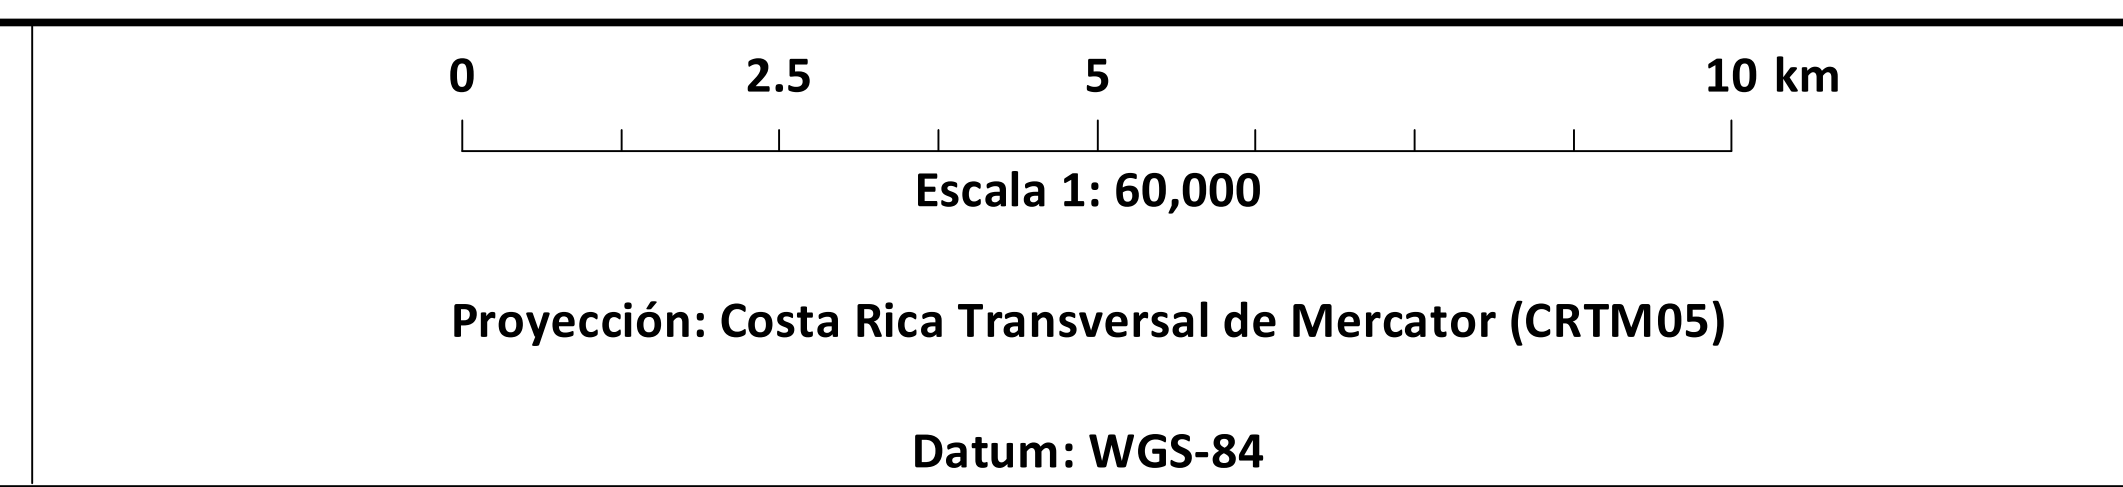 0 2.5 5 10 km
Escala 1: 60,000
Proyección: Costa Rica Transversal de Mercator (CRTM05)
Datum: WGS-84